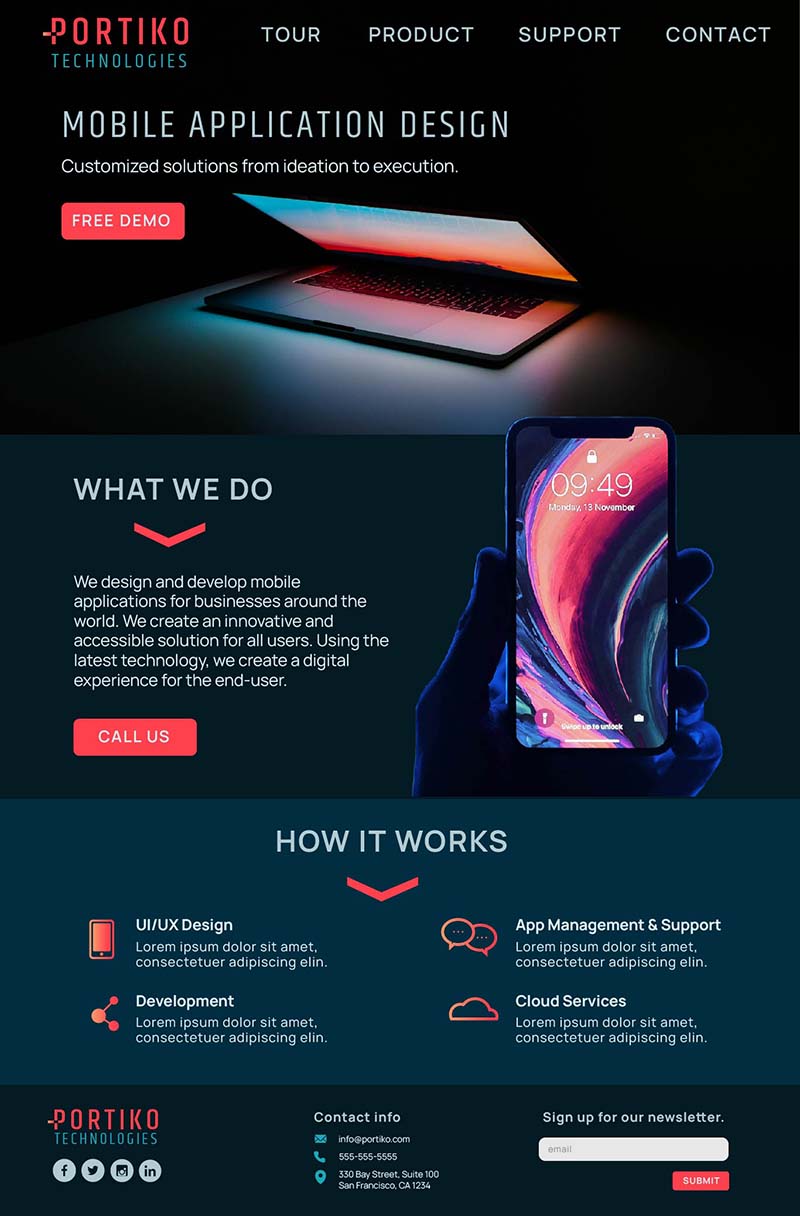 PORTIKO
TECHNOLOGIES
TOUR PRODUCT SUPPORT CONTACT
MOBILE APPLICATION DESIGN
Customized solutions from ideation to execution.
FREE DEMO
WHAT WE DO
We design and develop mobile
applications for businesses around the
world. We create an innovative and
accessible solution for all users. Using the
latest technology, we create a digital
experience for the end-user.
CALL US
09:49
Monday, 13 November
Swipe up to unlock
HOW IT WORKS
UI/UX Design
Lorem ipsum dolor sit amet,
consectetuer adipiscing elin.
App Management & Support
Lorem ipsum dolor sit amet,
consectetuer adipiscing elin.
Development
Lorem ipsum dolor sit amet,
consectetuer adipiscing elin.
Cloud Services
Lorem ipsum dolor sit amet,
consectetuer adipiscing elin.
PORTIKO
TECHNOLOGIES
Contact info
info@portiko.com
555-555-5555
330 Bay Street, Suite 100
San Francisco, CA 1234
Sign up for our newsletter.
email
SUBMIT